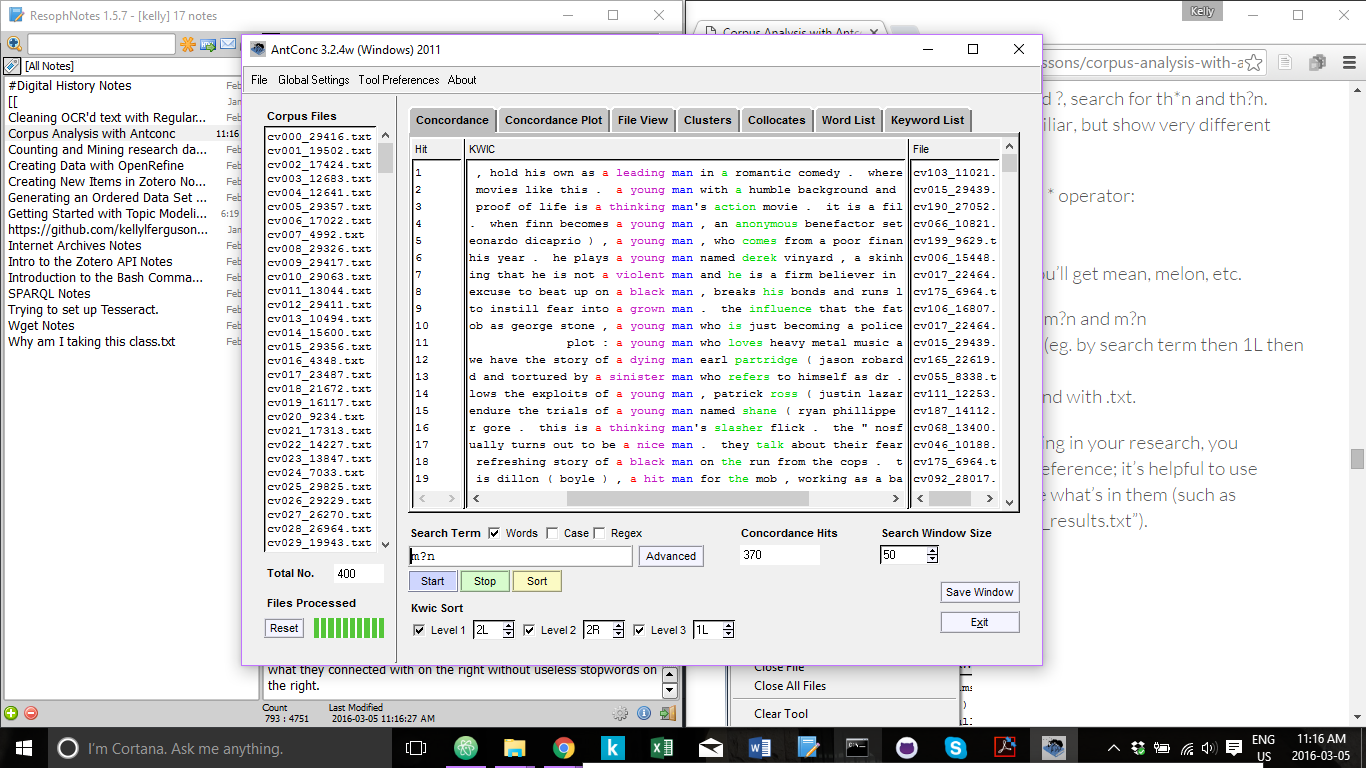 ResophNotes 1.5.7 - [kelly] 17 notes
[All Notes]
#Digital History Notes Feb
[[ Jan
Cleaning OCR'd text with Regular... Feb
Corpus Analysis with Antconc 11:16
Counting and Mining research da... Feb
Creating Data with OpenRefine Feb
Creating New Items in Zotero No... Feb
Generating an Ordered Data Set ... Feb
Getting Started with Topic Modeli... 6:19
https://github.com/kellylferguson... Jan
Internet Archives Notes Feb
Intro to the Zotero API Notes Feb
Introduction to the Bash Comma... Feb
SPARQL Notes Feb
Trying to set up Tesseract. Feb
Wget Notes Feb
Why am I taking this class.txt Feb
what they connected with on the right without useless stopwords on
the right.
Count
793 : 4751
Last Modified
2016-03-05 11:16:27 AM
AntConc 3.2.4w (Windows) 2011
File Global Settings Tool Preferences About
Corpus Files
cv000_29416.txt
cv001_19502.txt
cv002_17424.txt
cv003_12683.txt
cv004_12641.txt
cv005_29357.txt
cv006_17022.txt
cv007_4992.txt
cv008_29326.txt
cv009_29417.txt
cv010_29063.txt
cv011_13044.txt
cv012_29411.txt
cv013_10494.txt
cv014_15600.txt
cv015_29356.txt
cv016_4348.txt
cv017_23487.txt
cv018_21672.txt
cv019_16117.txt
cv020_9234.txt
cv021_17313.txt
cv022_14227.txt
cv023_13847.txt
cv024_7033.txt
cv025_29825.txt
cv026_29229.txt
cv027_26270.txt
cv028_26964.txt
cv029_19943.txt
Total No. 400
Files Processed
Reset
Concordance Concordance Plot File View Clusters Collocates Word List Keyword List
Hit KWIC File
1 , hold his own as a leading man in a romantic comedy . where cv103_11021.
2 movies like this . a young man with a humble background and cv015_29439.
3 proof of life is a thinking man's action movie . it is a fil cv190_27052.
4 . when finn becomes a young man , an anonymous benefactor set cv066_10821.
5 eonardo dicaprio ) , a young man , who comes from a poor finan cv199_9629.t
6 his year . he plays a young man named derek vinyard , a skinh cv006_15448.
7 ing that he is not a violent man and he is a firm believer in cv017_22464.
8 excuse to beat up on a black man , breaks his bonds and runs l cv175_6964.t
9 to instill fear into a grown man . the influence that the fat cv106_16807.
10 ob as george stone , a young man who is just becoming a police cv017_22464.
11 plot : a young man who loves heavy metal music a cv015_29439.
12 we have the story of a dying man earl partridge ( jason robard cv165_22619.
13 d and tortured by a sinister man who refers to himself as dr . cv055_8338.t
14 lows the exploits of a young man , patrick ross ( justin lazar cv111_12253.
15 endure the trials of a young man named shane ( ryan phillippe cv187_14112.
16 r gore . this is a thinking man's slasher flick . the " nosf cv068_13400.
17 ually turns out to be a nice man . they talk about their fear cv046_10188.
18 refreshing story of a black man on the run from the cops . t cv175_6964.t
19 is dillon ( boyle ) , a hit man for the mob , working as a ba cv092_28017.
Search Term Words Case Regex
m?n
Advanced
Start Stop Sort
Concordance Hits
370
Search Window Size
50
Kwic Sort
Level 1 2L Level 2 2R Level 3 1L
Save Window
Exit
Kelly
Corpus Analysis with Antc
ssons/corpus-analysis-with-a
d ?, search for th*n and th?n.
iliar, but show very different
* operator:
ou'll get mean, melon, etc.
m?n and m?n
(eg. by search term then 1L then
nd with .txt.
ing in your research, you
eference; it's helpful to use
e what's in them (such as
_results.txt").
Close File
Close All Files
Clear Tool
I'm Cortana. Ask me anything.
ENG
US
11:16 AM
2016-03-05